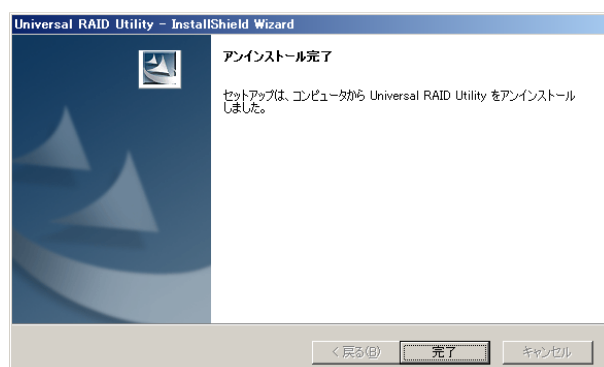 Universal RAID Utility - InstallShield Wizard
アンインストール完了
セットアップは、コンピュータから Universal RAID Utility をアンインストール
しました。
< 戻る(B)
完了
キャンセル